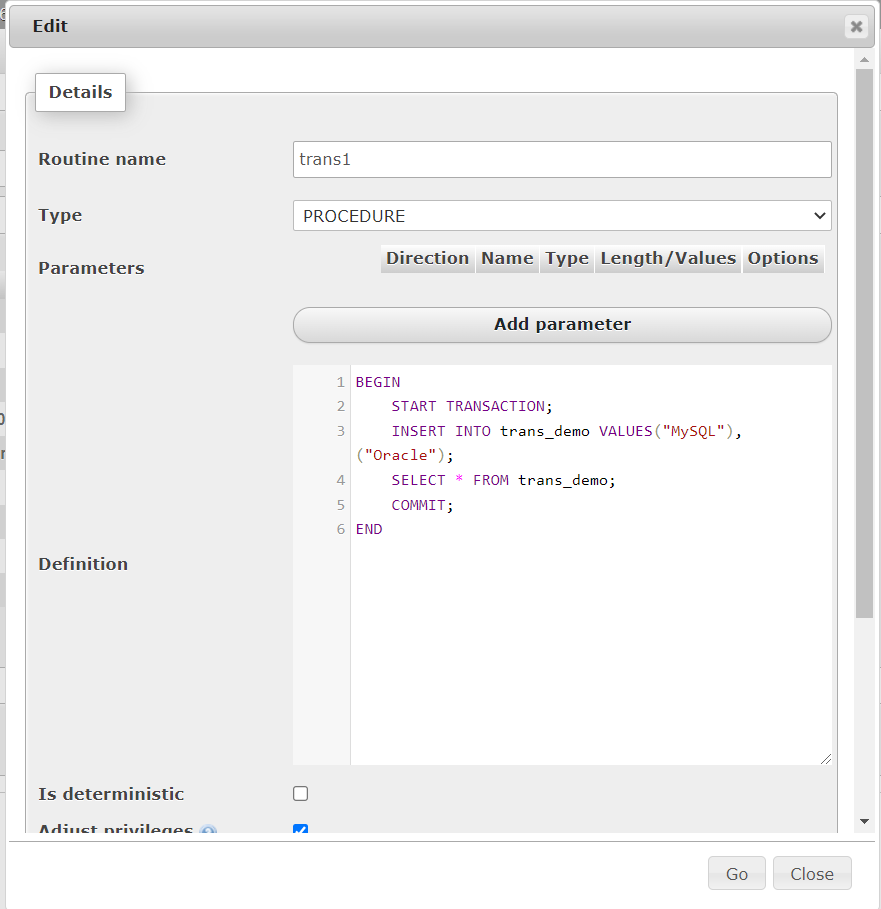 Edit
Details
Routine name
trans1
Type
PROCEDURE
Parameters
Direction Name Type Length/Values Options
Add parameter
Definition
1 BEGIN
2 START TRANSACTION;
3 INSERT INTO trans_demo VALUES("MySQL"),
("Oracle");
4 SELECT * FROM trans_demo;
5 COMMIT;
6 END
Is deterministic
Adjust privileges
Go Close